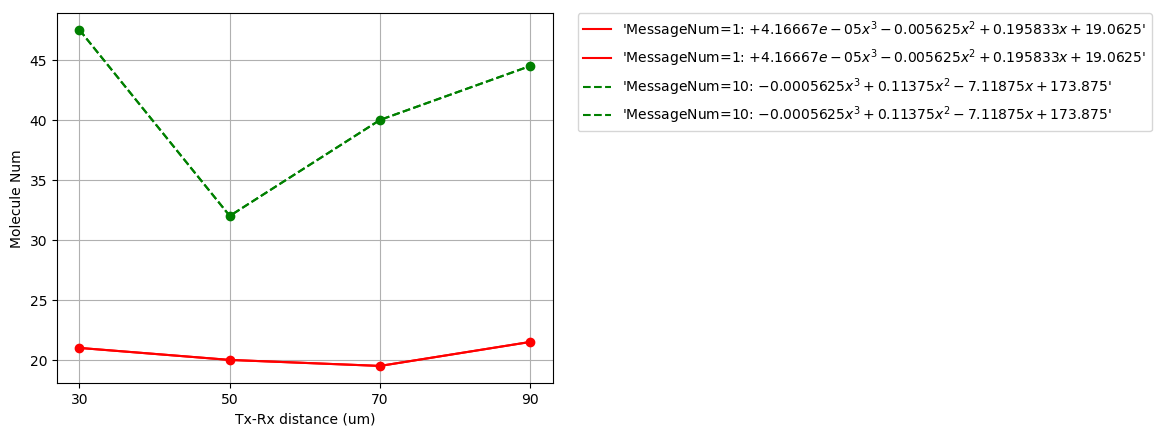 45
40
35
30
25
20
Molecule Num
30
50
70
90
Tx-Rx distance (um)
'MessageNum=1: +4.16667e − 05x³ − 0.005625x² + 0.195833x + 19.0625'
'MessageNum=1: +4.16667e − 05x³ − 0.005625x² + 0.195833x + 19.0625'
'MessageNum=10: −0.0005625x³ + 0.11375x² − 7.11875x + 173.875'
'MessageNum=10: −0.0005625x³ + 0.11375x² − 7.11875x + 173.875'